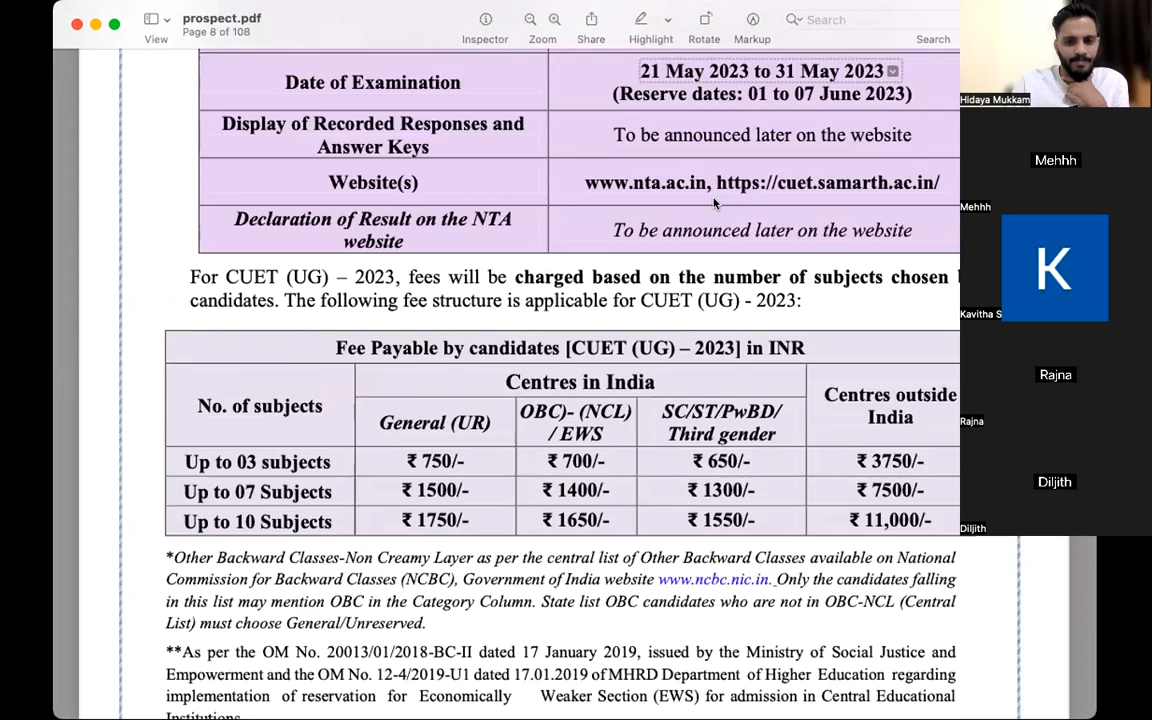 prospect.pdf
Page 8 of 108
View
Inspector
Zoom
Share
Highlight
Rotate
Markup
Search
Search
Date of Examination
21 May 2023 to 31 May 2023
(Reserve dates: 01 to 07 June 2023)
Display of Recorded Responses and
Answer Keys
To be announced later on the website
Website(s)
www.nta.ac.in, https://cuet.samarth.ac.in/
Declaration of Result on the NTA
website
To be announced later on the website
For CUET (UG) – 2023, fees will be charged based on the number of subjects chosen
candidates. The following fee structure is applicable for CUET (UG) - 2023:
Fee Payable by candidates [CUET (UG) – 2023] in INR
No. of subjects
Centres in India
Centres outside
India
General (UR)
OBC)- (NCL)
/ EWS
SC/ST/PwBD/
Third gender
Up to 03 subjects ₹ 750/- ₹ 700/- ₹ 650/- ₹ 3750/-
Up to 07 Subjects ₹ 1500/- ₹ 1400/- ₹ 1300/- ₹ 7500/-
Up to 10 Subjects ₹ 1750/- ₹ 1650/- ₹ 1550/- ₹ 11,000/-
*Other Backward Classes-Non Creamy Layer as per the central list of Other Backward Classes available on National
Commission for Backward Classes (NCBC), Government of India website www.ncbc.nic.in. Only the candidates falling
in this list may mention OBC in the Category Column. State list OBC candidates who are not in OBC-NCL (Central
List) must choose General/Unreserved.
**As per the OM No. 20013/01/2018-BC-II dated 17 January 2019, issued by the Ministry of Social Justice and
Empowerment and the OM No. 12-4/2019-U1 dated 17.01.2019 of MHRD Department of Higher Education regarding
implementation of reservation for Economically Weaker Section (EWS) for admission in Central Educational
Institutions
Hidaya Mukkam
Mehhh
Mehhh
K
Kavitha S
Rajna
Rajna
Diljith
Diljith